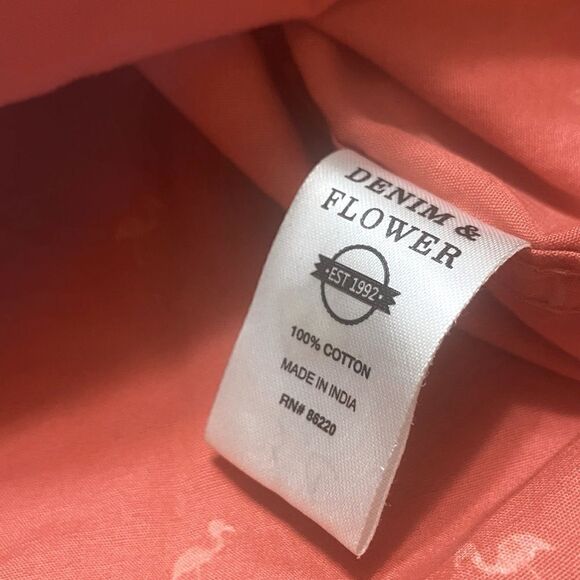 DENIM &
FLOWER
·EST 1992·
100% COTTON
MADE IN INDIA
RN# 86220